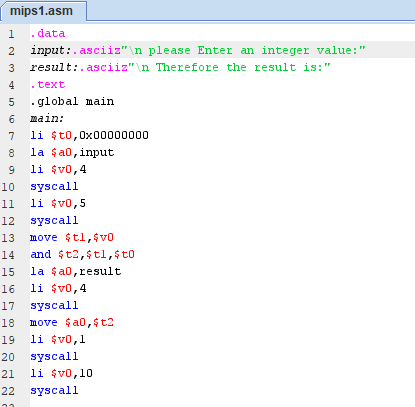 mips1.asm
1 .data
2 input:.asciiz"\n please Enter an integer value:"
3 result:.asciiz"\n Therefore the result is:"
4 .text
5 .global main
6 main:
7 li $t0,0x00000000
8 la $a0,input
9 li $v0,4
10 syscall
11 li $v0,5
12 syscall
13 move $t1,$v0
14 and $t2,$t1,$t0
15 la $a0,result
16 li $v0,4
17 syscall
18 move $a0,$t2
19 li $v0,1
20 syscall
21 li $v0,10
22 syscall